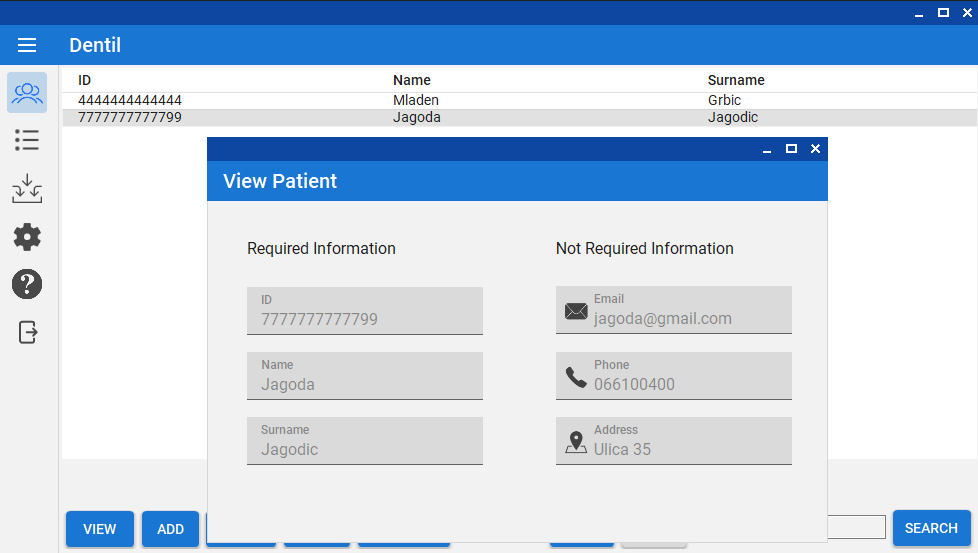 Dentil
ID Name Surname
4444444444444 Mladen Grbic
7777777777799 Jagoda Jagodic
View Patient
Required Information Not Required Information
ID
7777777777799
Email
jagoda@gmail.com
Name
Jagoda
Phone
066100400
Surname
Jagodic
Address
Ulica 35
VIEW ADD SEARCH